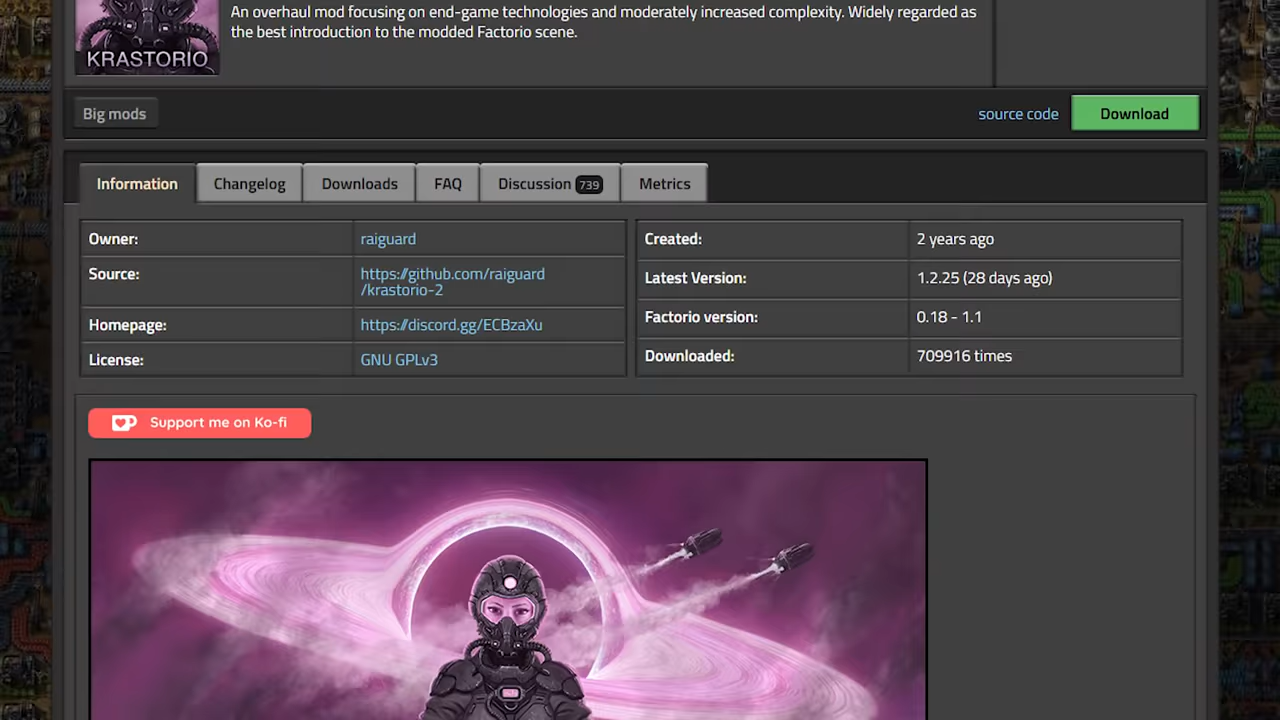 An overhaul mod focusing on end-game technologies and moderately increased complexity. Widely regarded as
the best introduction to the modded Factorio scene.
KRASTORIO
Big mods
source code
Download
Information
Changelog
Downloads
FAQ
Discussion 739
Metrics
Owner: raiguard
Source: https://github.com/raiguard
/krastorio-2
Homepage: https://discord.gg/ECBzaXu
License: GNU GPLv3
Created: 2 years ago
Latest Version: 1.2.25 (28 days ago)
Factorio version: 0.18 - 1.1
Downloaded: 709916 times
Support me on Ko-fi